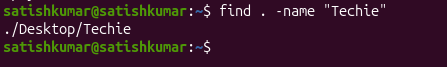 satishkumar@satishkumar:~$ find . -name "Techie"
./Desktop/Techie
satishkumar@satishkumar:~$